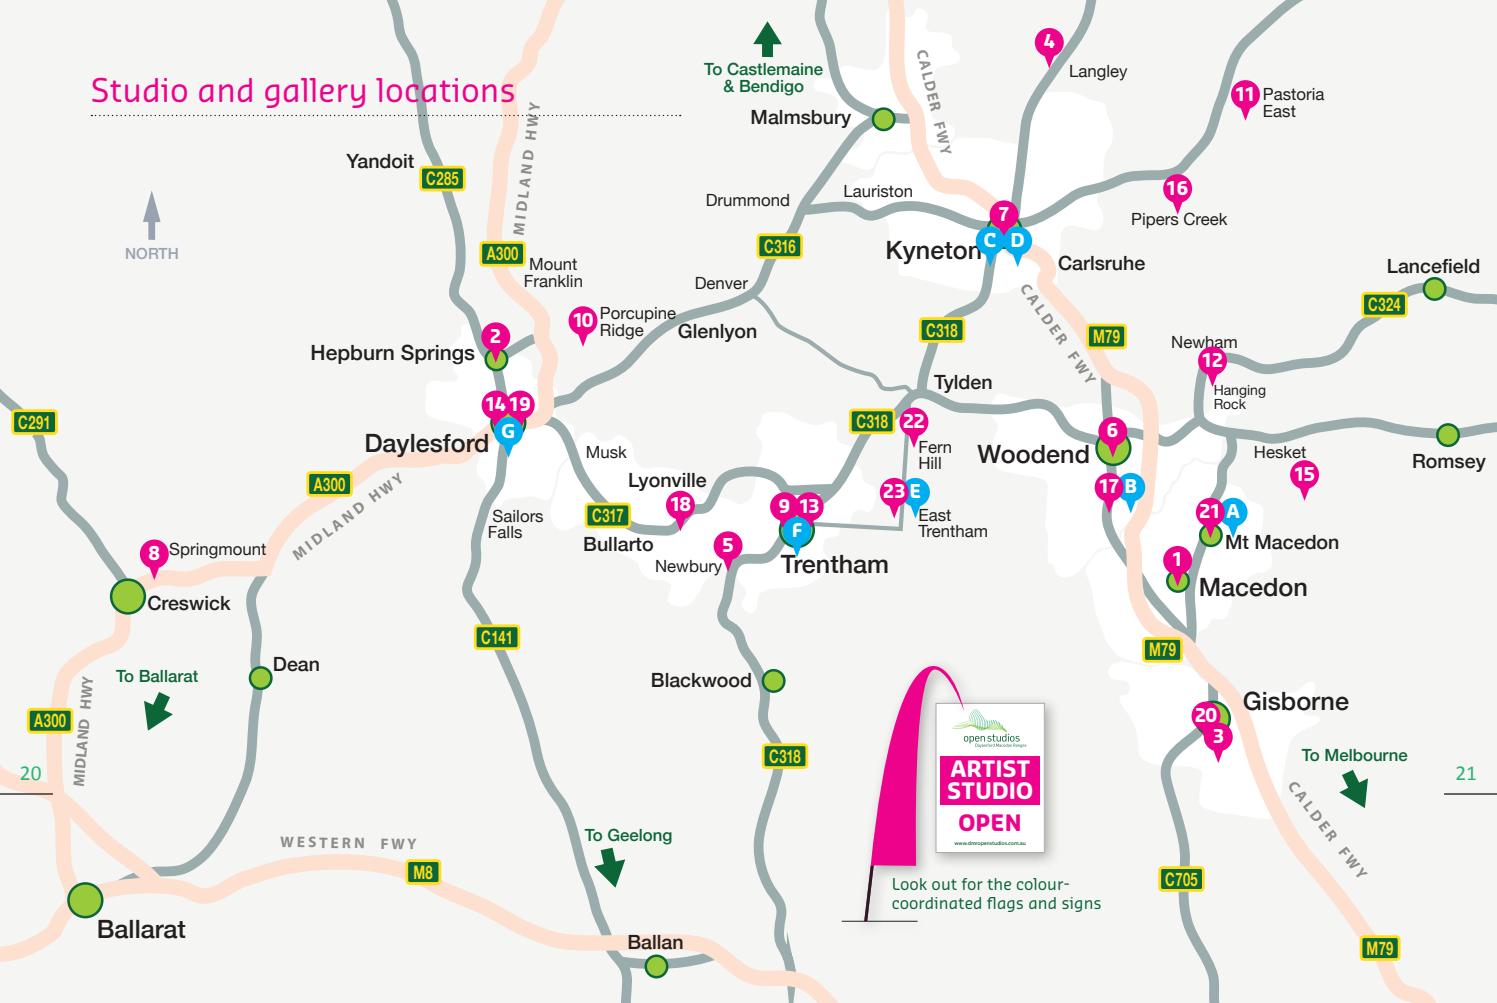 Studio and gallery locations
To Castlemaine
& Bendigo
Malmsbury
CALDER FWY
4
Langley
11
Pastoria
East
MIDLAND HWY
Yandoit
C285
Drummond
Lauriston
16
Pipers Creek
NORTH
A300
Mount
Franklin
C316
7
Kyneton
C
D
Carlsruhe
Lancefield
Denver
C324
CALDER FWY
10
Porcupine
Ridge
Glenlyon
C318
M79
2
Hepburn Springs
Newham
12
Hanging
Rock
Tylden
14
19
G
Daylesford
C291
C318
22
Fern
Hill
6
Woodend
Hesket
15
Romsey
Musk
A300
MIDLAND HWY
Lyonville
18
23
E
East
Trentham
17
B
21
A
Mt Macedon
Sailors
Falls
C317
Bullarto
9
13
F
Trentham
5
Newbury
8
Springmount
Creswick
1
Macedon
C141
M79
To Ballarat
Dean
Blackwood
Gisborne
20
3
A300
MIDLAND HWY
open studios
Daylesford Macedon Ranges
ARTIST
STUDIO
OPEN
www.dmropenstudios.com.au
C318
To Melbourne
20
21
CALDER FWY
To Geelong
WESTERN FWY
M8
Look out for the colour-
coordinated flags and signs
C705
Ballarat
Ballan
M79